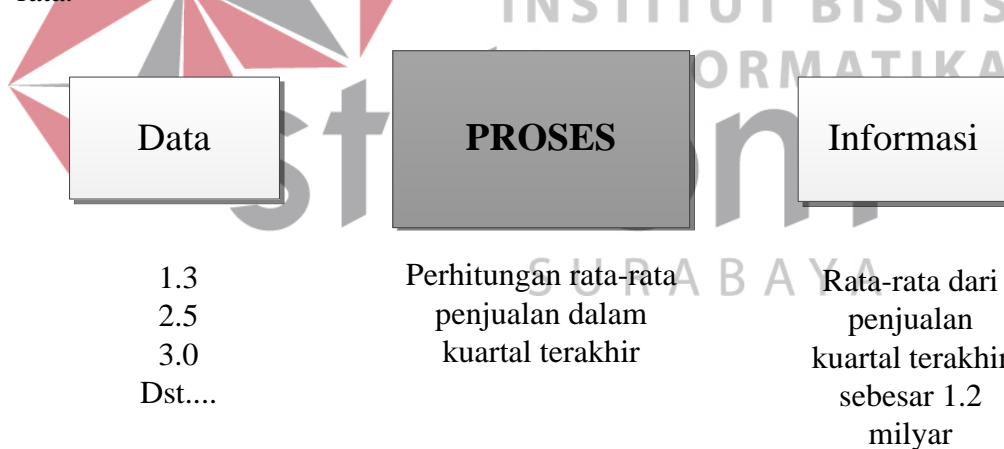 rata.
INSTITUT BISNIS
ORMATIKA
Data
PROSES
Informasi
SURABAYA
1.3
2.5
3.0
Dst....
Perhitungan rata-rata
penjualan dalam
kuartal terakhir
Rata-rata dari
penjualan
kuartal terakhir
sebesar 1.2
milyar